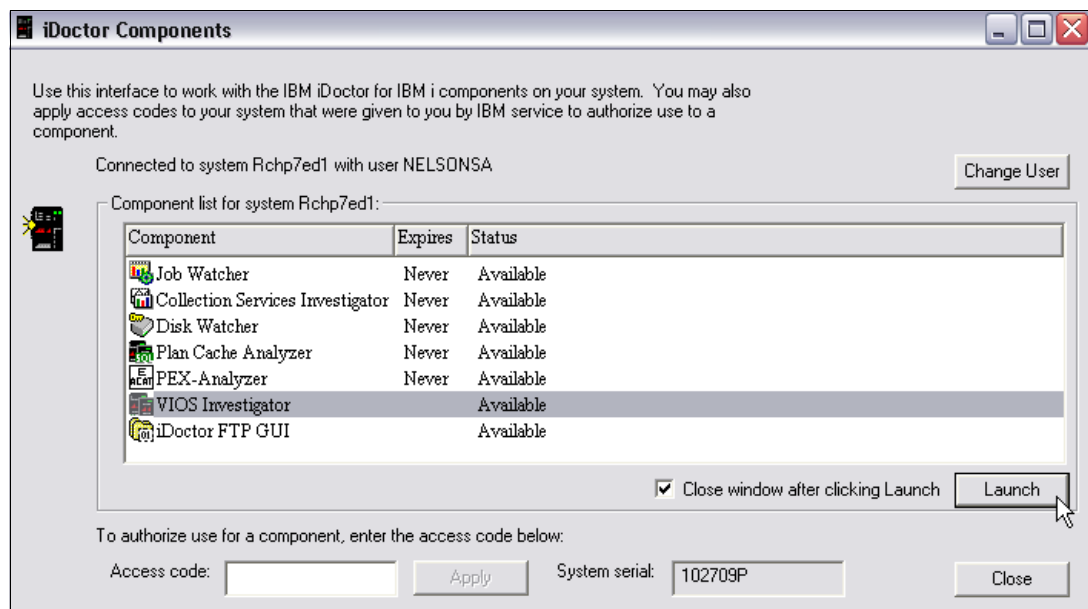 iDoctor Components
Use this interface to work with the IBM iDoctor for IBM i components on your system. You may also
apply access codes to your system that were given to you by IBM service to authorize use to a
component.
Connected to system Rchp7ed1 with user NELSONSA
Change User
Component list for system Rchp7ed1:
Component Expires Status
Job Watcher Never Available
Collection Services Investigator Never Available
Disk Watcher Never Available
Plan Cache Analyzer Never Available
PEX-Analyzer Never Available
VIOS Investigator Available
iDoctor FTP GUI Available
Close window after clicking Launch Launch
To authorize use for a component, enter the access code below:
Access code: Apply System serial: 102709P Close